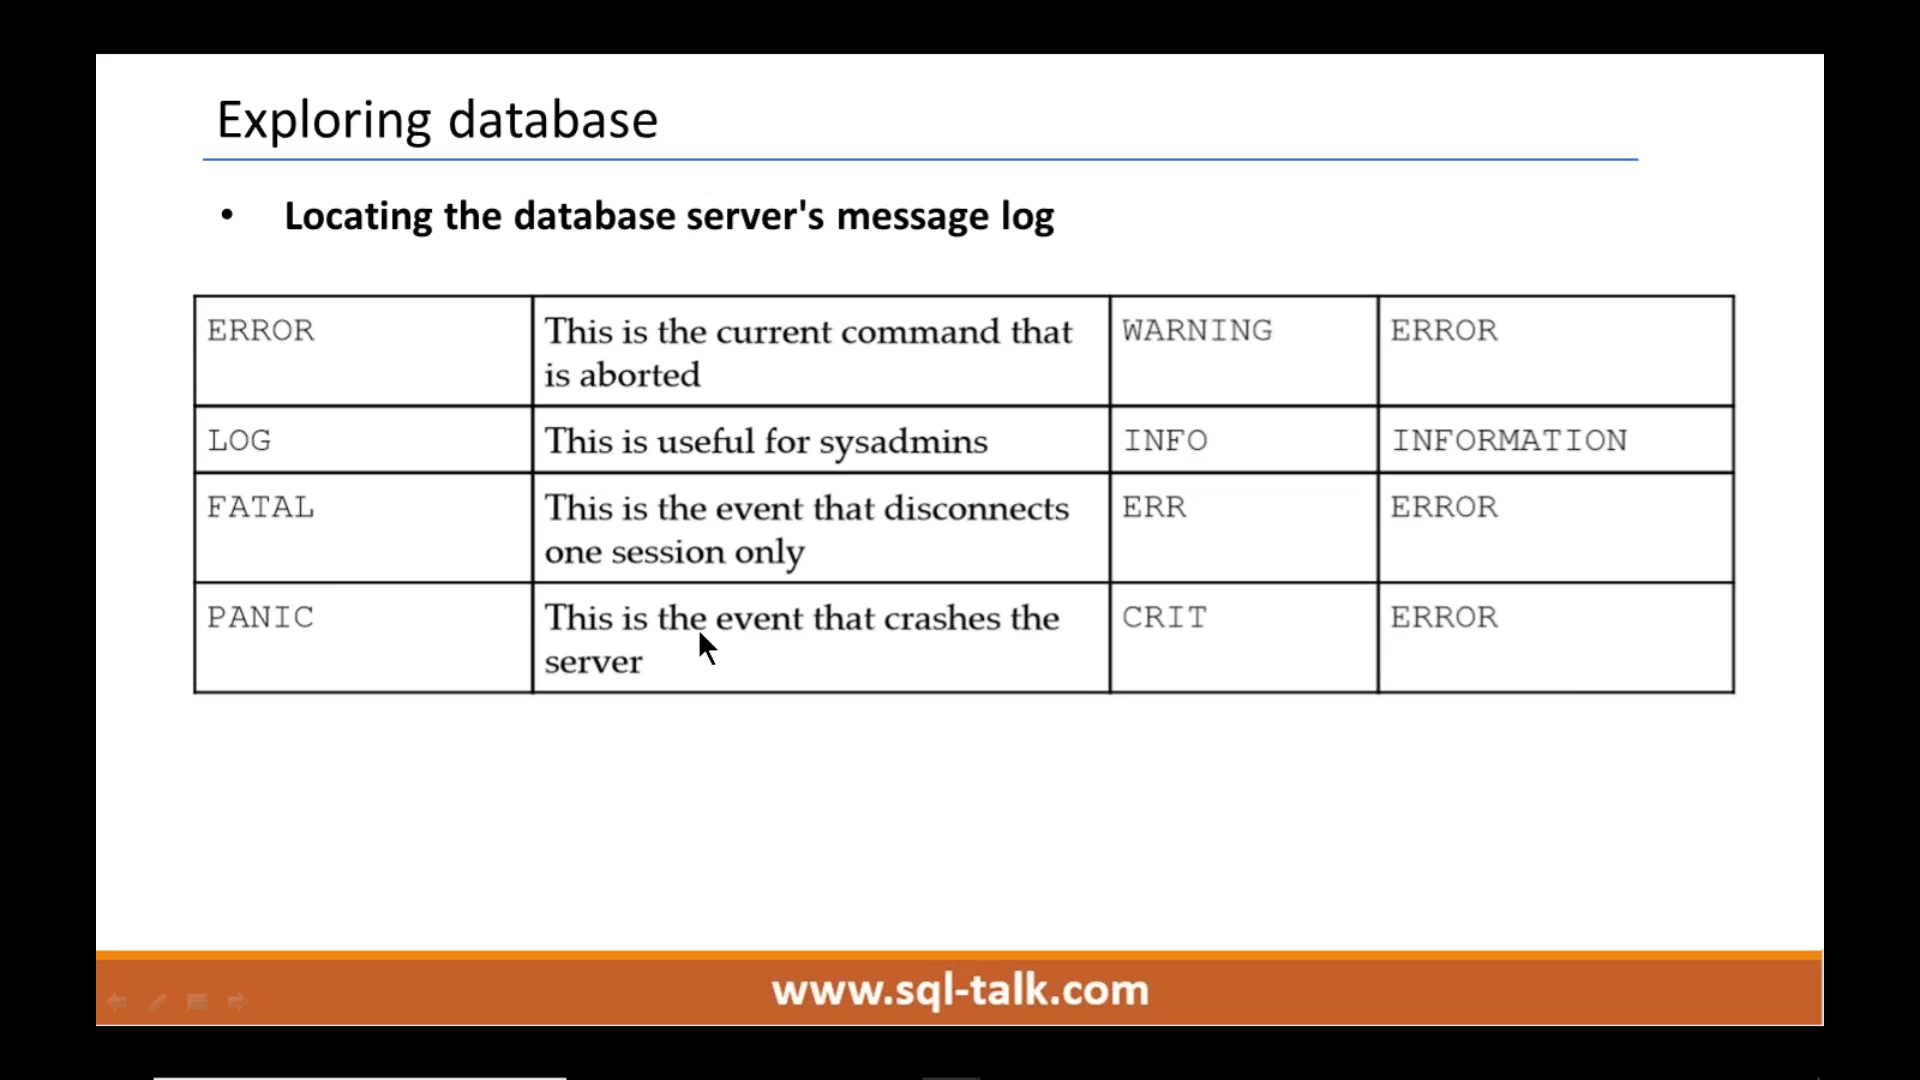 Exploring database
• Locating the database server's message log
ERROR This is the current command that is aborted WARNING ERROR
LOG This is useful for sysadmins INFO INFORMATION
FATAL This is the event that disconnects one session only ERR ERROR
PANIC This is the event that crashes the server CRIT ERROR
www.sql-talk.com